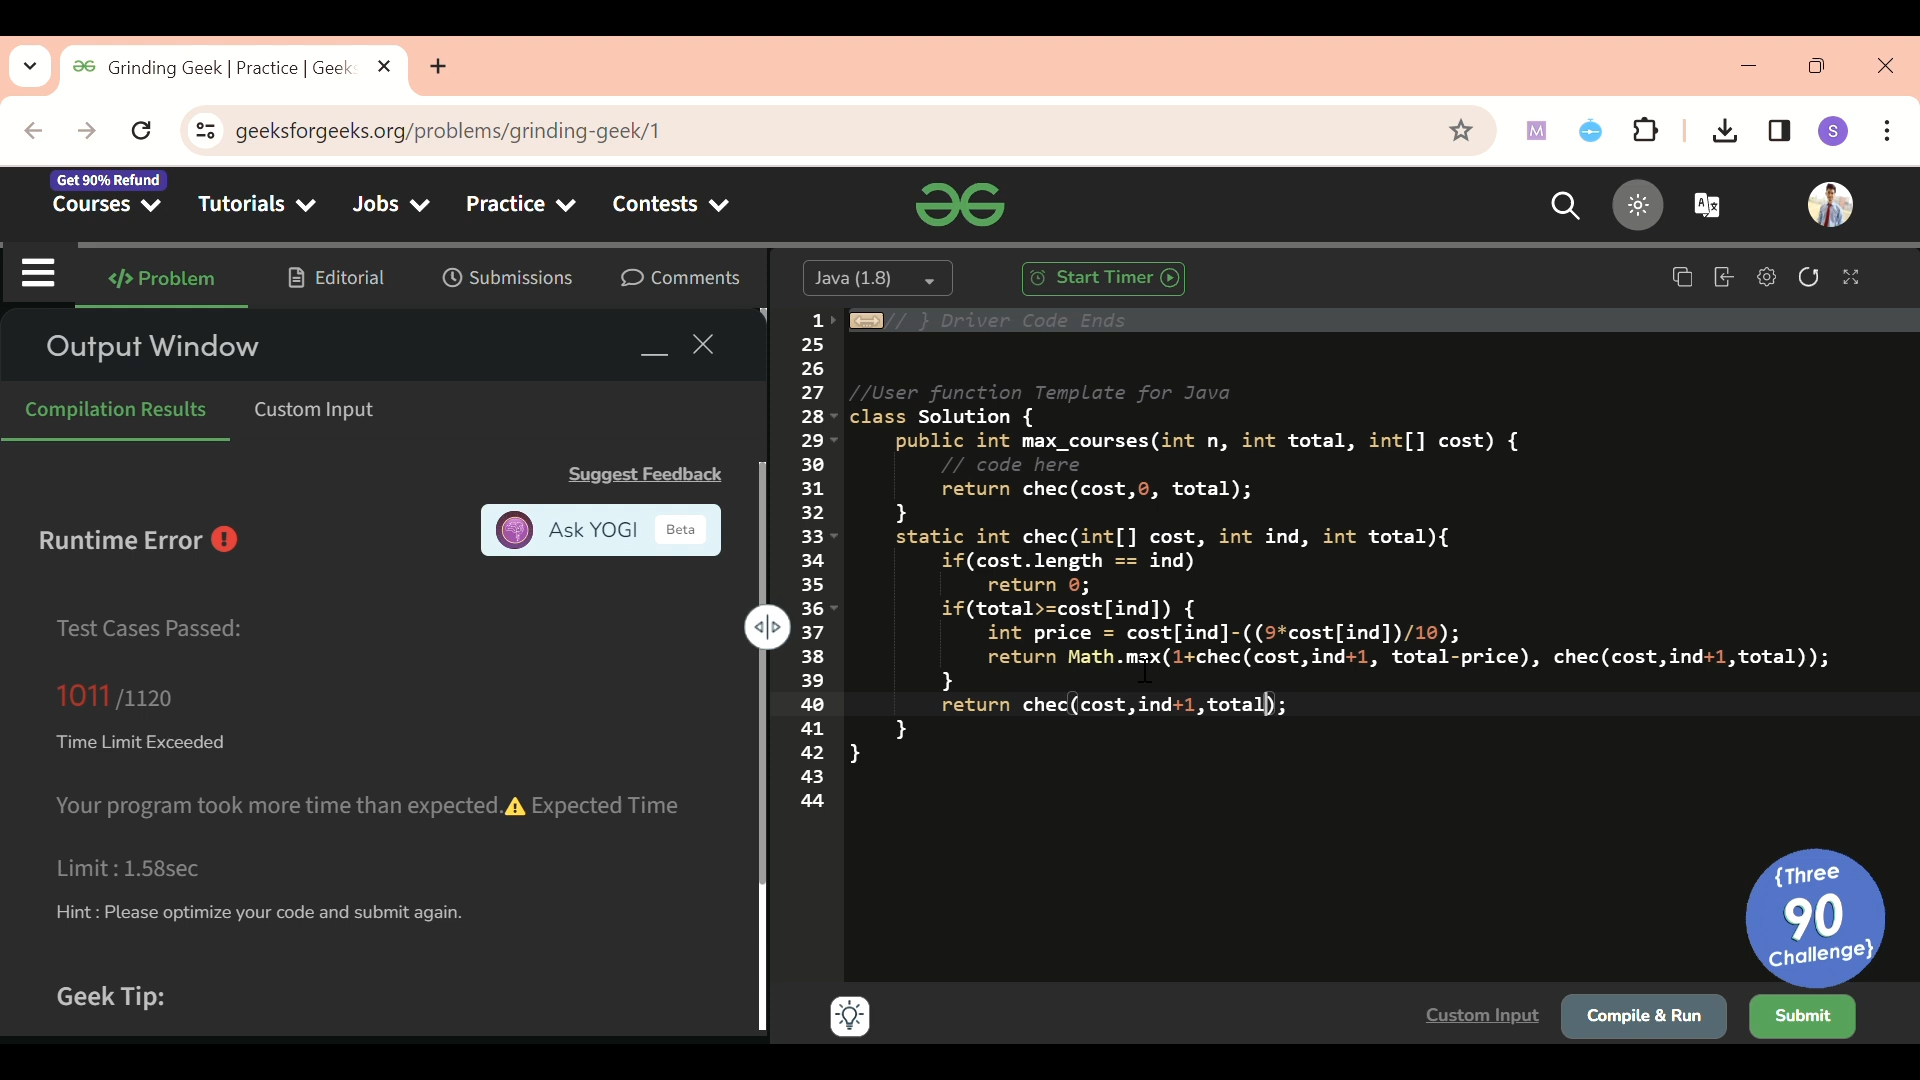 Grinding Geek | Practice | Geeks
geeksforgeeks.org/problems/grinding-geek/1
M
S
Get 90% Refund
Courses
Tutorials
Jobs
Practice
Contests
</> Problem
Editorial
Submissions
Comments
Java (1.8)
Start Timer
Output Window
Compilation Results
Custom Input
Suggest Feedback
Ask YOGI Beta
Runtime Error
Test Cases Passed:
1011 /1120
Time Limit Exceeded
Your program took more time than expected. Expected Time
Limit : 1.58sec
Hint : Please optimize your code and submit again.
Geek Tip:
1 // } Driver Code Ends
25
26
27 //User function Template for Java
28 class Solution {
29 public int max_courses(int n, int total, int[] cost) {
30 // code here
31 return chec(cost,0, total);
32 }
33 static int chec(int[] cost, int ind, int total){
34 if(cost.length == ind)
35 return 0;
36 if(total>=cost[ind]) {
37 int price = cost[ind]-((9*cost[ind])/10);
38 return Math.max(1+chec(cost,ind+1, total-price), chec(cost,ind+1,total));
39 }
40 return chec(cost,ind+1,total);
41 }
42 }
43
44
{Three
90
Challenge}
Custom Input
Compile & Run
Submit